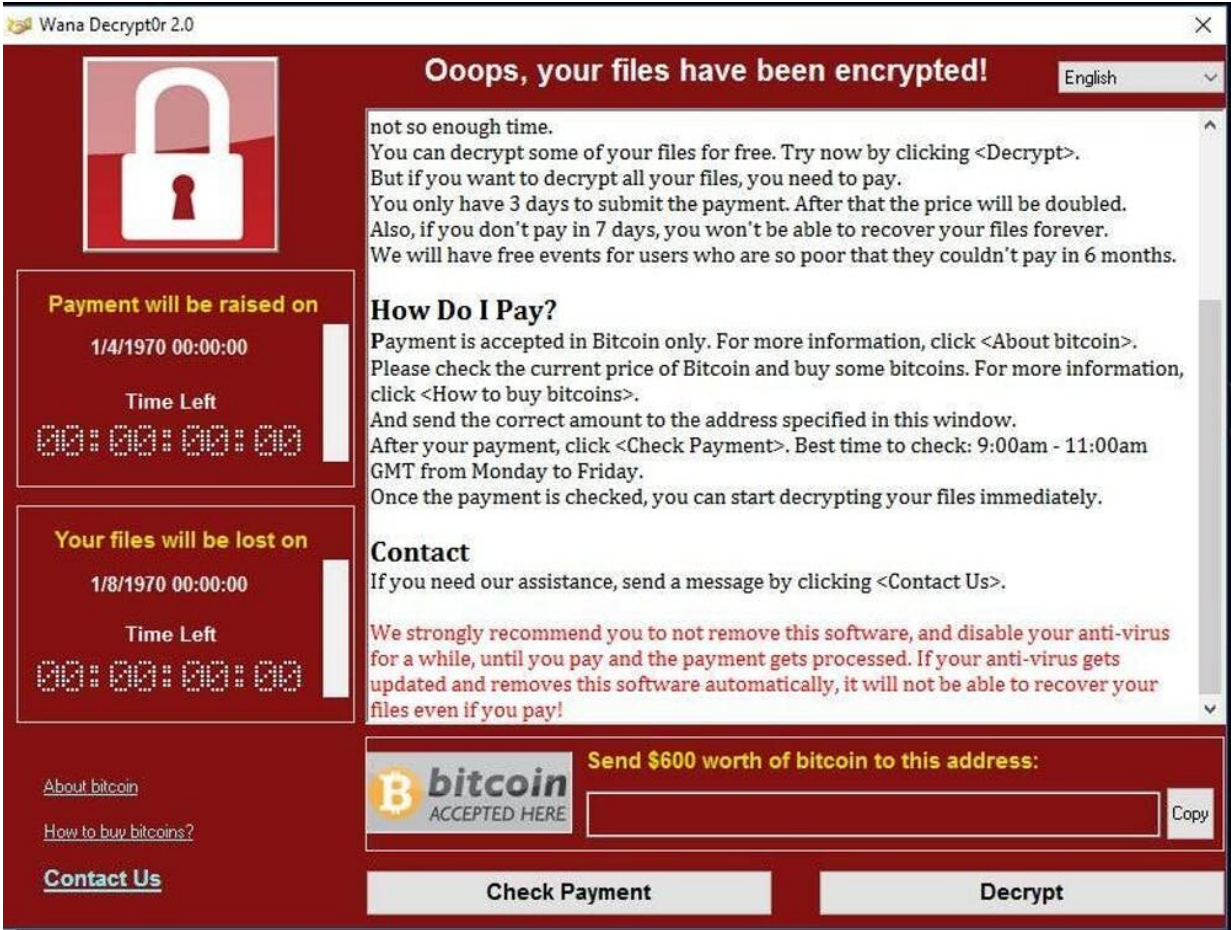 Wana Decrypt0r 2.0
Ooops, your files have been encrypted!
English
not so enough time.
You can decrypt some of your files for free. Try now by clicking <Decrypt>.
But if you want to decrypt all your files, you need to pay.
You only have 3 days to submit the payment. After that the price will be doubled.
Also, if you don't pay in 7 days, you won't be able to recover your files forever.
We will have free events for users who are so poor that they couldn't pay in 6 months.
How Do I Pay?
Payment is accepted in Bitcoin only. For more information, click <About bitcoin>.
Please check the current price of Bitcoin and buy some bitcoins. For more information,
click <How to buy bitcoins>.
And send the correct amount to the address specified in this window.
After your payment, click <Check Payment>. Best time to check: 9:00am - 11:00am
GMT from Monday to Friday.
Once the payment is checked, you can start decrypting your files immediately.
Contact
If you need our assistance, send a message by clicking <Contact Us>.
We strongly recommend you to not remove this software, and disable your anti-virus
for a while, until you pay and the payment gets processed. If your anti-virus gets
updated and removes this software automatically, it will not be able to recover your
files even if you pay!
Payment will be raised on
1/4/1970 00:00:00
Time Left
00:00:00:00
Your files will be lost on
1/8/1970 00:00:00
Time Left
00:00:00:00
About bitcoin
How to buy bitcoins?
Contact Us
bitcoin
ACCEPTED HERE
Send $600 worth of bitcoin to this address:
Copy
Check Payment
Decrypt